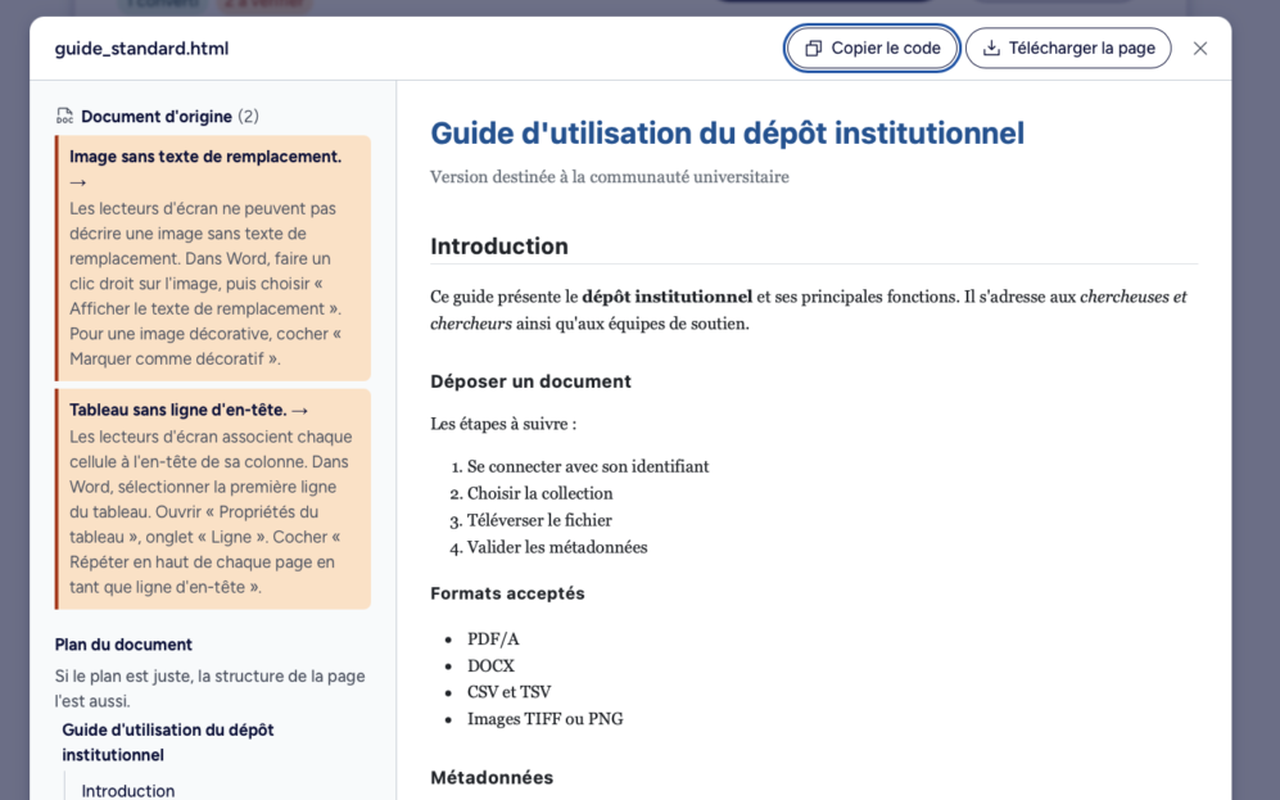 guide_standard.html
Copier le code
Télécharger la page
DOC
Document d'origine (2)
Image sans texte de remplacement.
→
Les lecteurs d'écran ne peuvent pas
décrire une image sans texte de
remplacement. Dans Word, faire un
clic droit sur l'image, puis choisir «
Afficher le texte de remplacement ».
Pour une image décorative, cocher «
Marquer comme décoratif ».
Tableau sans ligne d'en-tête. →
Les lecteurs d'écran associent chaque
cellule à l'en-tête de sa colonne. Dans
Word, sélectionner la première ligne
du tableau. Ouvrir « Propriétés du
tableau », onglet « Ligne ». Cocher «
Répéter en haut de chaque page en
tant que ligne d'en-tête ».
Plan du document
Si le plan est juste, la structure de la page
l'est aussi.
Guide d'utilisation du dépôt
institutionnel
Introduction
Guide d'utilisation du dépôt institutionnel
Version destinée à la communauté universitaire
Introduction
Ce guide présente le dépôt institutionnel et ses principales fonctions. Il s'adresse aux chercheuses et
chercheurs ainsi qu'aux équipes de soutien.
Déposer un document
Les étapes à suivre :
1. Se connecter avec son identifiant
2. Choisir la collection
3. Téléverser le fichier
4. Valider les métadonnées
Formats acceptés
• PDF/A
• DOCX
• CSV et TSV
• Images TIFF ou PNG
Métadonnées